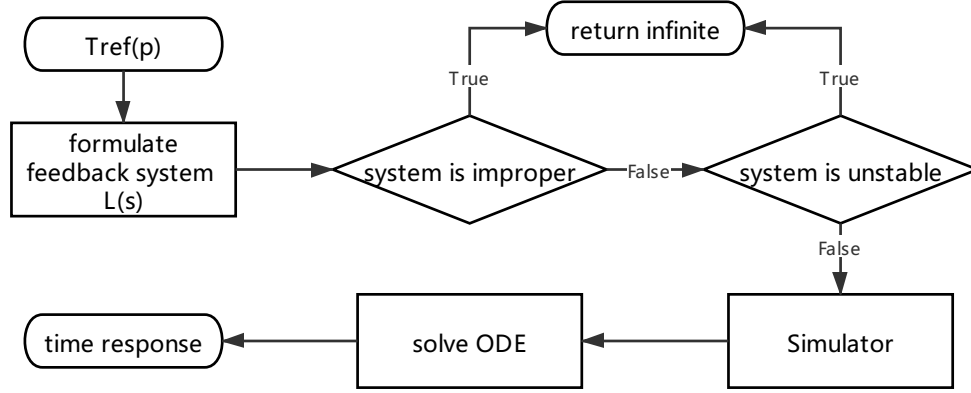 Tref(p)
return infinite
True
True
formulate
feedback system
L(s)
system is improper
False
system is unstable
False
time response
solve ODE
Simulator